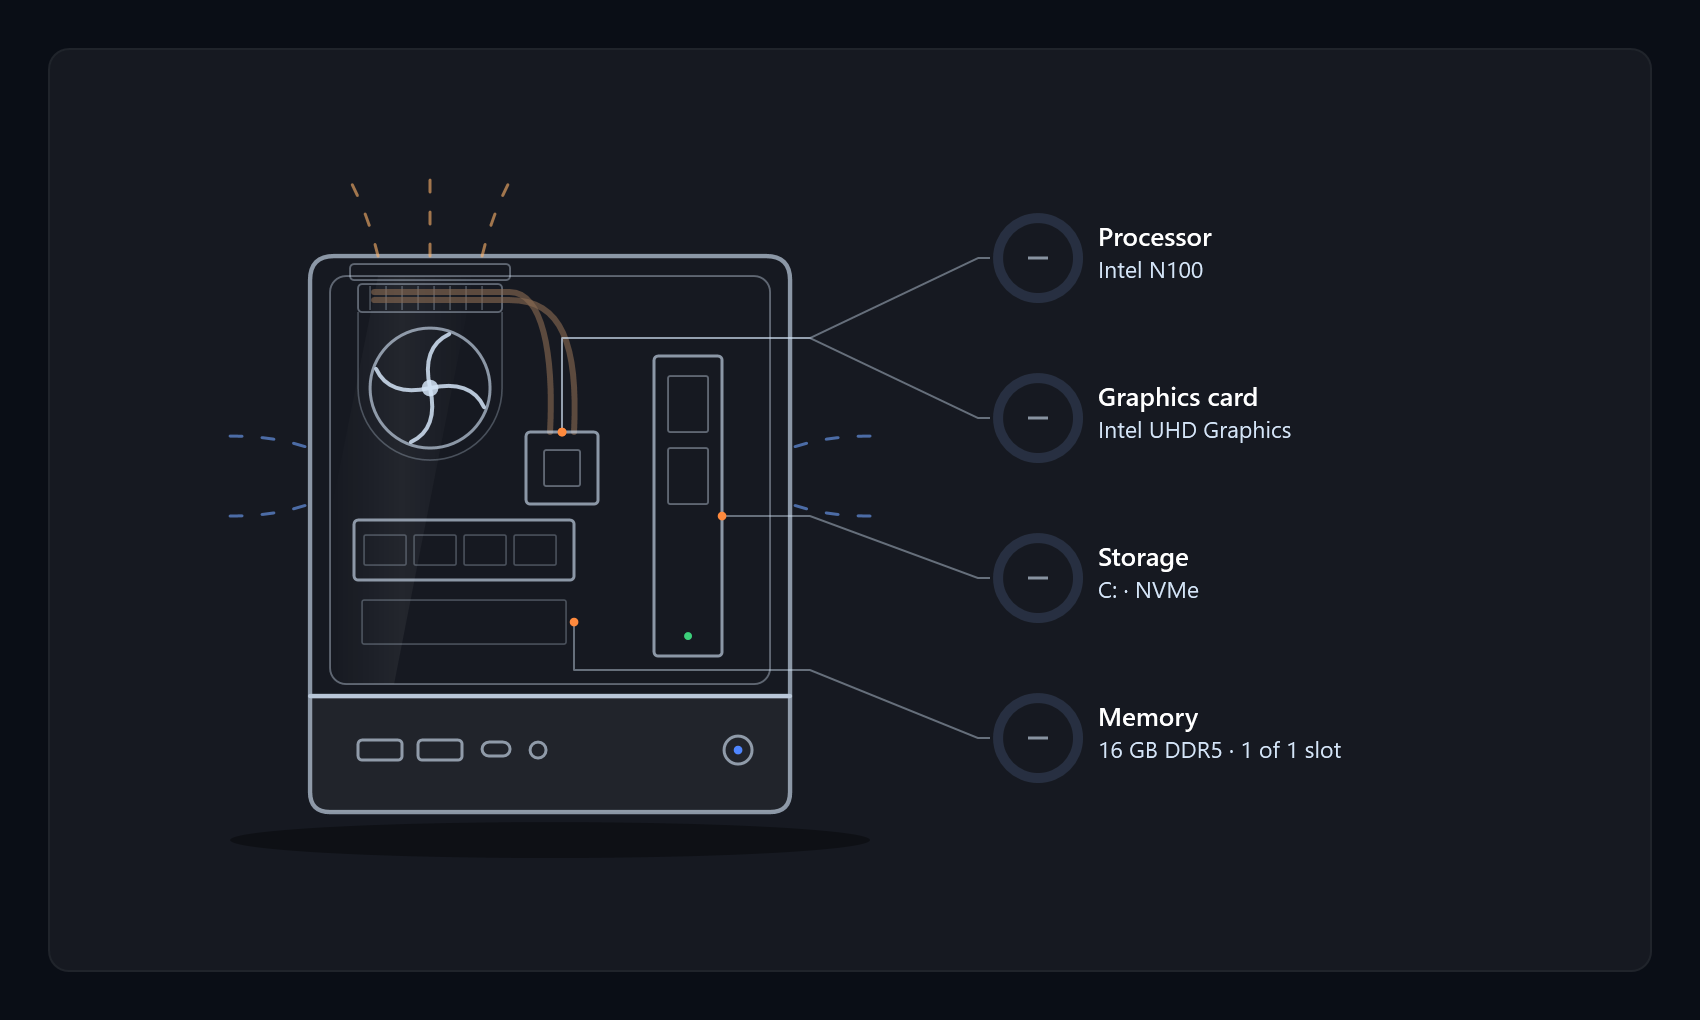 Processor
Intel N100
Graphics card
Intel UHD Graphics
Storage
C: · NVMe
Memory
16 GB DDR5 · 1 of 1 slot